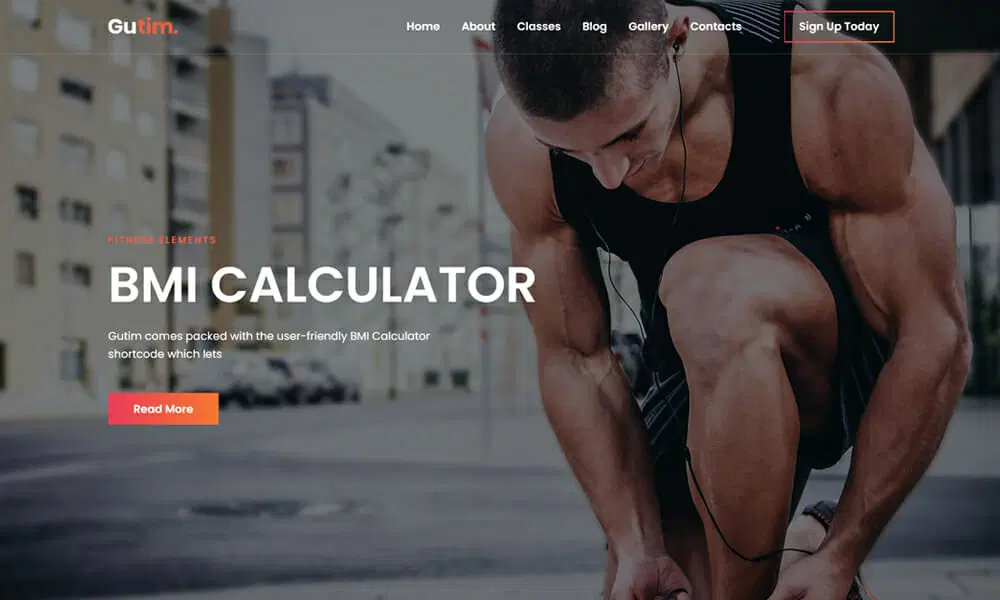 Gutim.
Home About Classes Blog Gallery Contacts Sign Up Today
FITNESS ELEMENTS
BMI CALCULATOR
Gutim comes packed with the user-friendly BMI Calculator
shortcode which lets
Read More